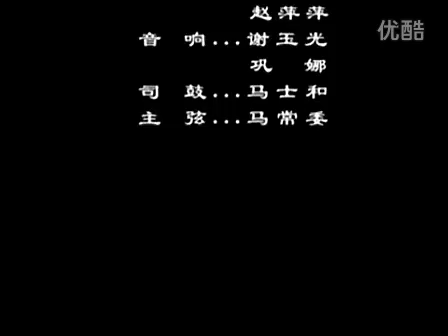 赵萍萍
优酷
音 响...谢玉光
巩 娜
司 鼓...马士和
主 弦...马常委